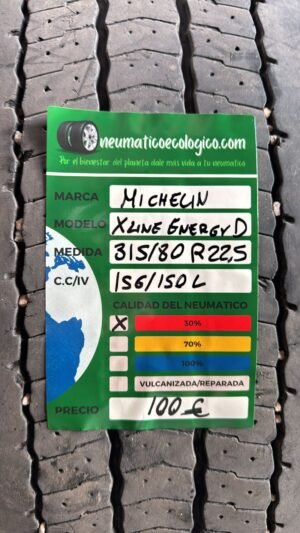 neumaticoecologico.com
Por el bienestar del planeta dale más vida a tu neumatico
MARCA MICHELIN
MODELO XLINE ENERGY D
MEDIDA 315/80 R 22,5
C.C/IV 156/150 L
CALIDAD DEL NEUMATICO
X 30%
70%
100%
VULCANIZADA/REPARADA
PRECIO 100 €